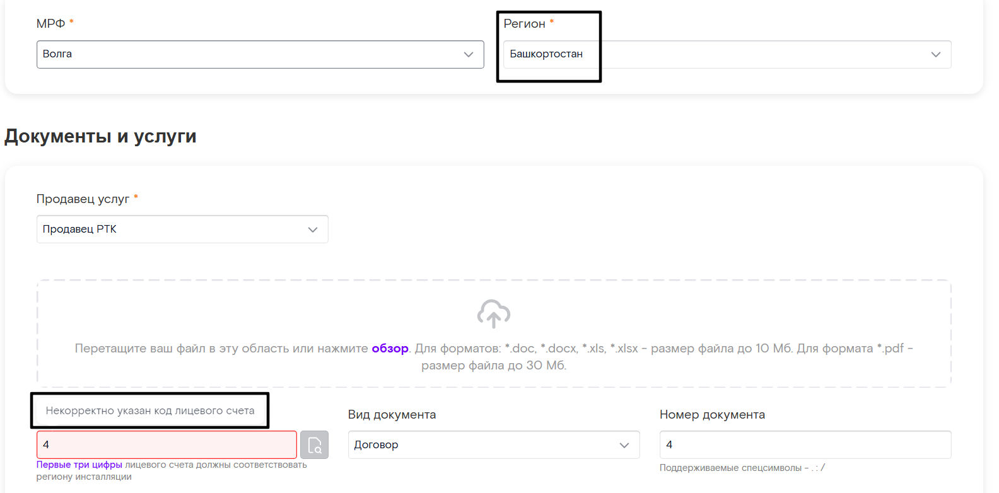 МРФ *
Регион *
Волга
Башкортостан
Документы и услуги
Продавец услуг *
Продавец РТК
Перетащите ваш файл в эту область или нажмите обзор. Для форматов: *.doc, *.docx, *.xls, *.xlsx - размер файла до 10 Мб. Для формата *.pdf -
размер файла до 30 Мб.
Некорректно указан код лицевого счета
Вид документа
Номер документа
4
Договор
4
Первые три цифры лицевого счета должны соответствовать
региону инсталляции
Поддерживаемые спецсимволы - . : /